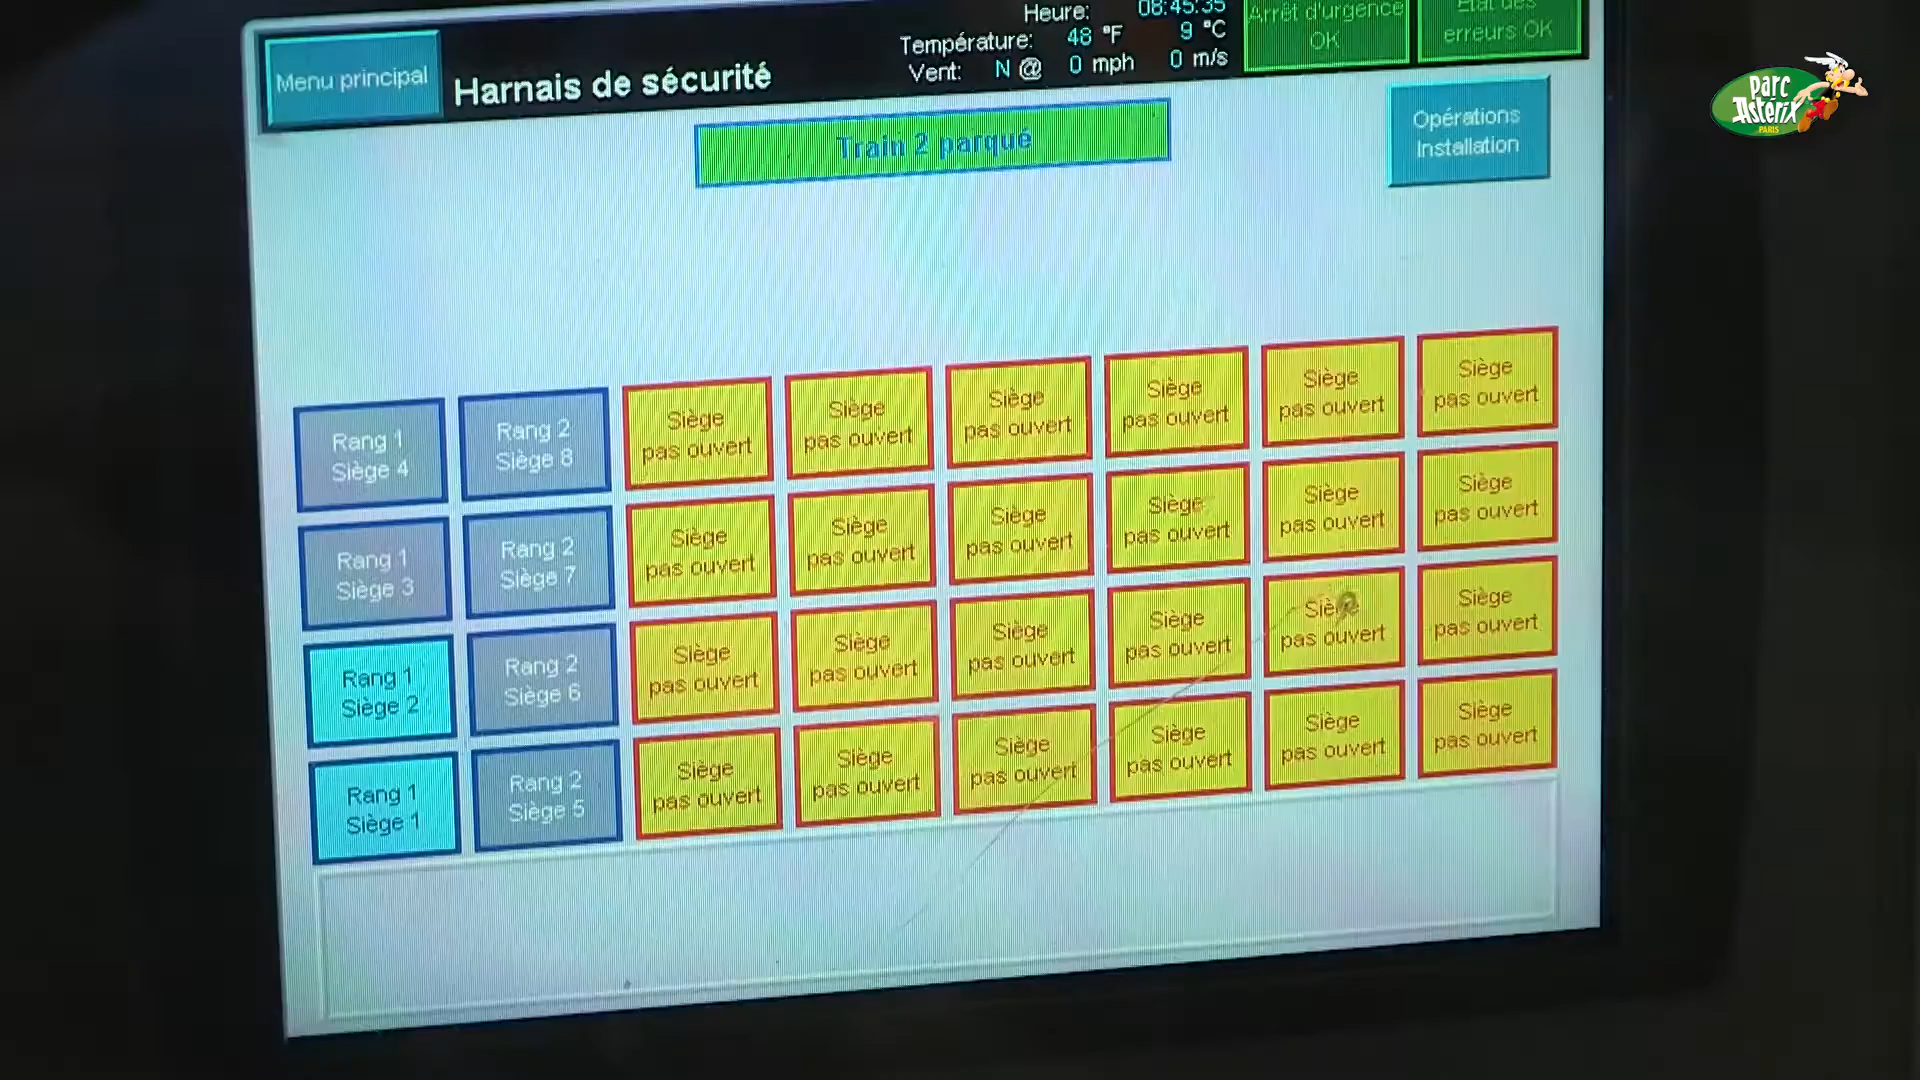 Menu principal
Harnais de sécurité
Heure: 08:45:35
Température: 48 °F 9 °C
Vent: N @ 0 mph 0 m/s
Arrêt d'urgence
OK
État des
erreurs OK
Parc
Astérix
PARIS
Train 2 parqué
Opérations
Installation
Rang 1
Siège 4
Rang 2
Siège 8
Siège
pas ouvert
Siège
pas ouvert
Siège
pas ouvert
Siège
pas ouvert
Siège
pas ouvert
Siège
pas ouvert
Rang 1
Siège 3
Rang 2
Siège 7
Siège
pas ouvert
Siège
pas ouvert
Siège
pas ouvert
Siège
pas ouvert
Siège
pas ouvert
Siège
pas ouvert
Rang 1
Siège 2
Rang 2
Siège 6
Siège
pas ouvert
Siège
pas ouvert
Siège
pas ouvert
Siège
pas ouvert
Siège
pas ouvert
Siège
pas ouvert
Rang 1
Siège 1
Rang 2
Siège 5
Siège
pas ouvert
Siège
pas ouvert
Siège
pas ouvert
Siège
pas ouvert
Siège
pas ouvert
Siège
pas ouvert